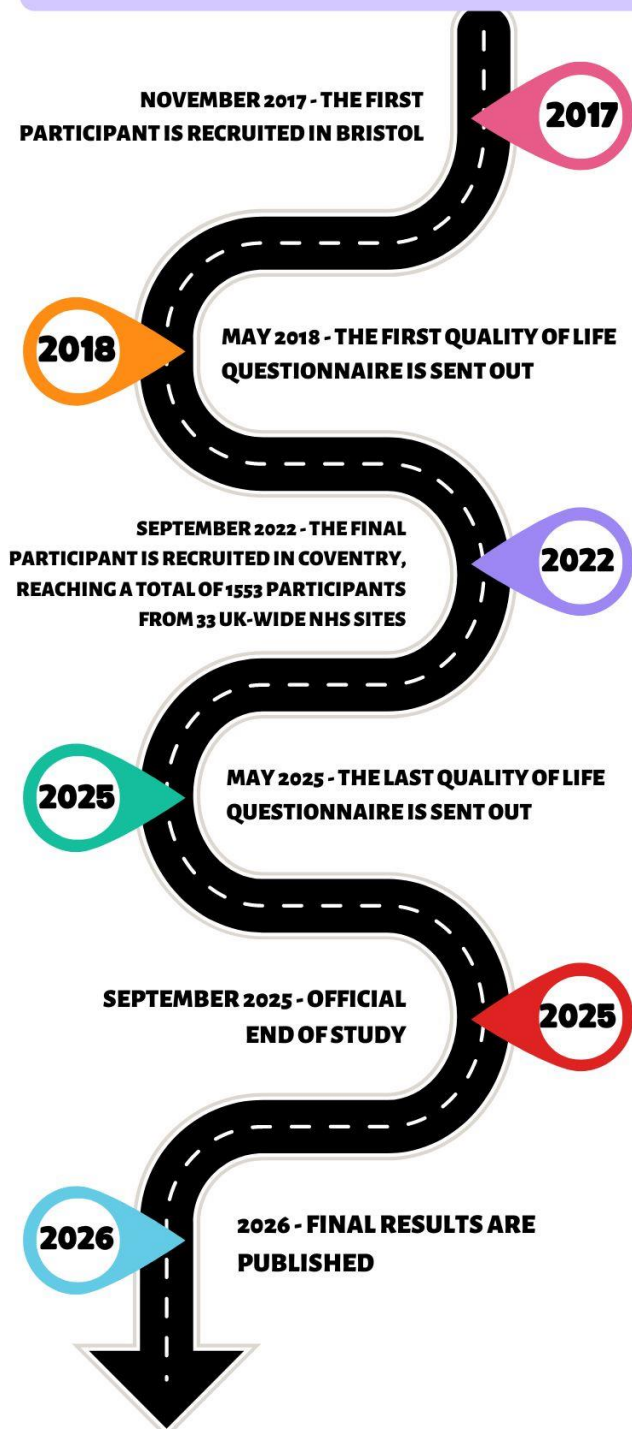 NOVEMBER 2017 - THE FIRST
PARTICIPANT IS RECRUITED IN BRISTOL
2017
2018
MAY 2018 - THE FIRST QUALITY OF LIFE
QUESTIONNAIRE IS SENT OUT
SEPTEMBER 2022 - THE FINAL
PARTICIPANT IS RECRUITED IN COVENTRY,
REACHING A TOTAL OF 1553 PARTICIPANTS
FROM 33 UK-WIDE NHS SITES
2022
2025
MAY 2025 - THE LAST QUALITY OF LIFE
QUESTIONNAIRE IS SENT OUT
SEPTEMBER 2025 - OFFICIAL
END OF STUDY
2025
2026
2026 - FINAL RESULTS ARE
PUBLISHED